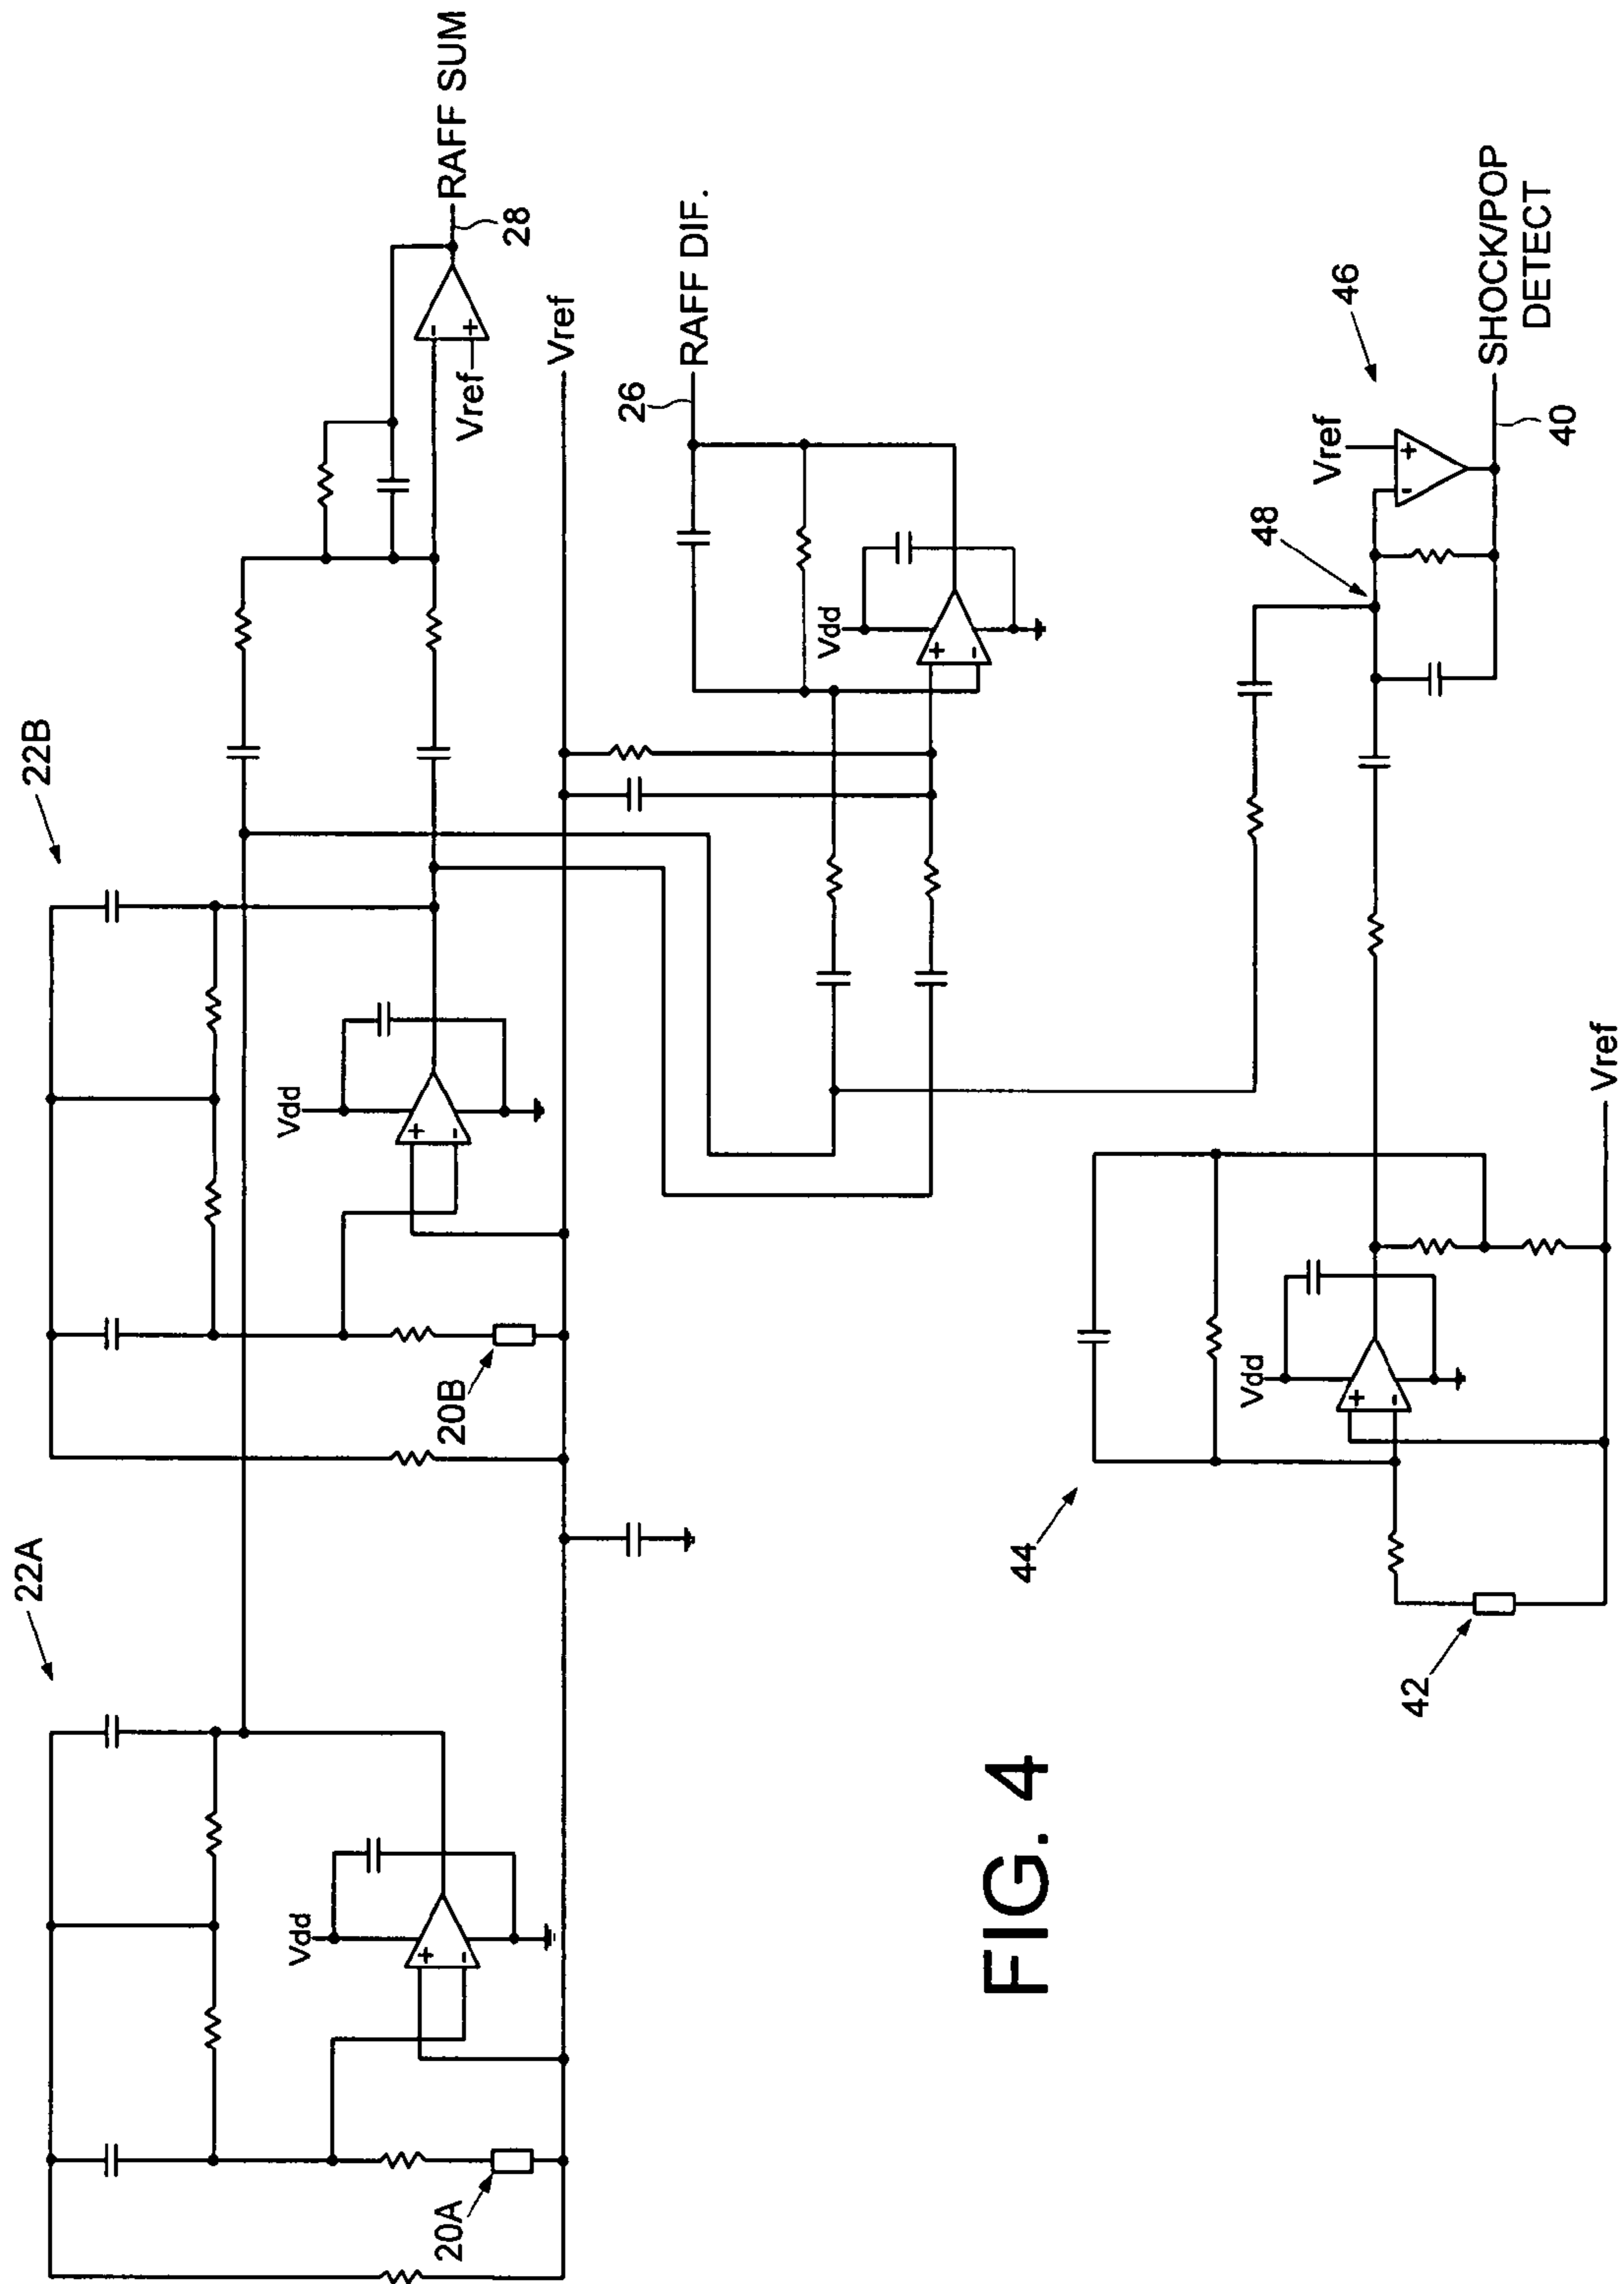 22A
22B
RAFF SUM
28
Vref
Vref
Vdd
+
-
Vdd
+
-
-
+
20A
20B
26
RAFF DIF.
Vdd
+
-
44
42
Vdd
+
-
Vref
48
46
Vref
-
+
40
SHOCK/POP
DETECT
FIG. 4